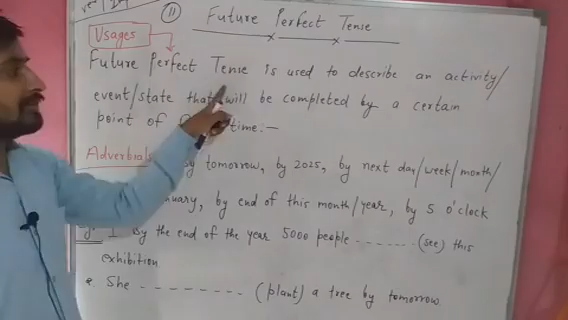 11 Future Perfect Tense
Usages
Future Perfect Tense is used to describe an activity/
event/state that will be completed by a certain
point of time:-
Adverbials by tomorrow, by 2025, by next day/week/month/
by end of this month/year, by 5 o'clock
1 By the end of the year 5000 people ....... (see) this
exhibition
She --------- (plant) a tree by tomorrow